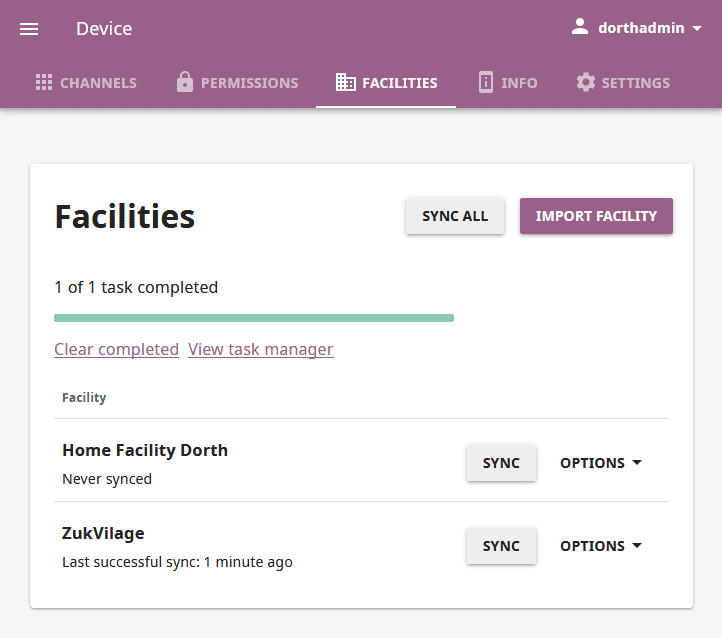 Device
dorthadmin
CHANNELS
PERMISSIONS
FACILITIES
INFO
SETTINGS
Facilities
SYNC ALL
IMPORT FACILITY
1 of 1 task completed
Clear completed View task manager
Facility
Home Facility Dorth
Never synced
SYNC
OPTIONS
ZukVilage
Last successful sync: 1 minute ago
SYNC
OPTIONS